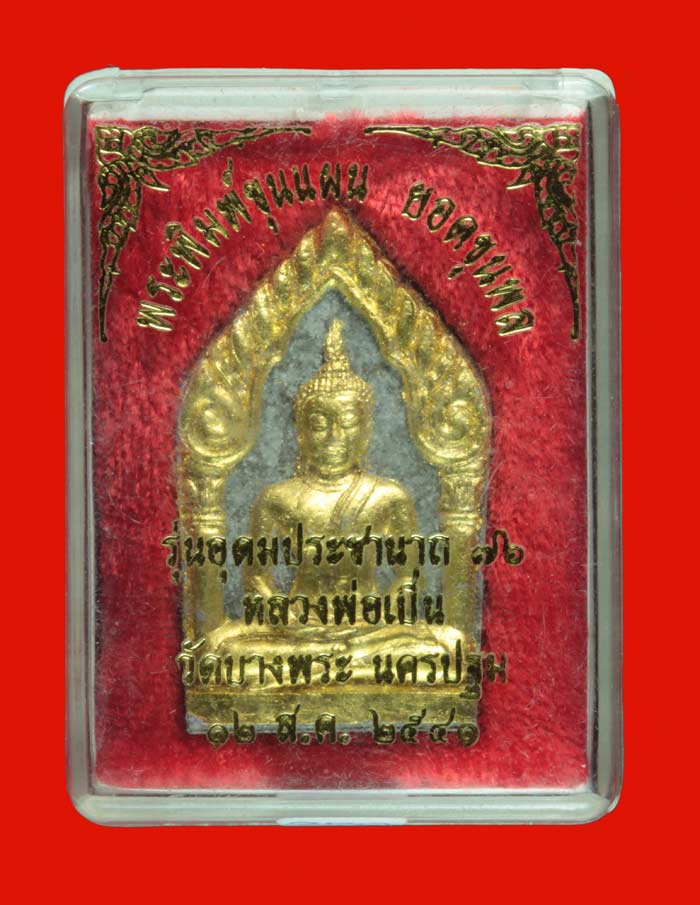 พระพิมพ์ขุนแผน ยอดขุนพล
รุ่นอุดมประชานาถ ๗๖
หลวงพ่อเปิ่น
วัดบางพระ นครปฐม
๑๒ ส.ค. ๒๕๔๑